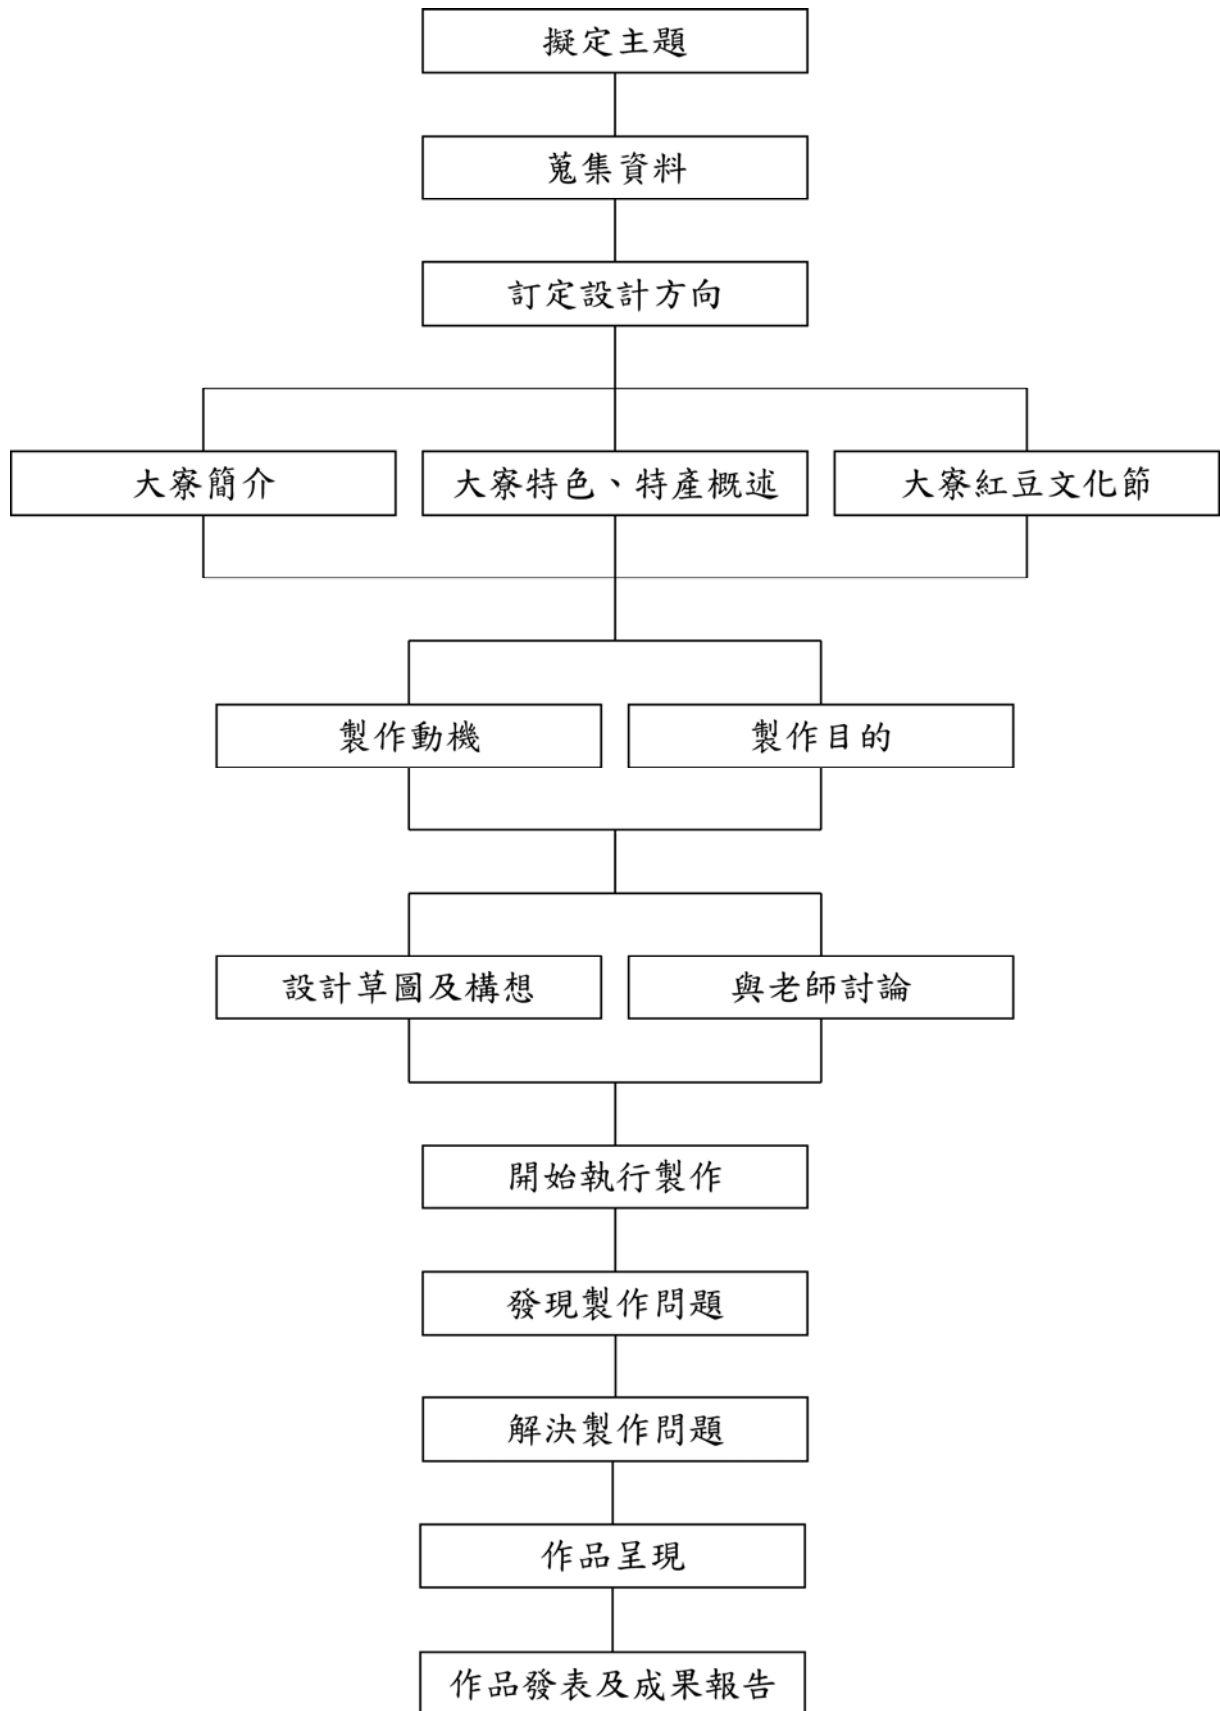 擬定主題
蒐集資料
訂定設計方向
大寮簡介
大寮特色、特產概述
大寮紅豆文化節
製作動機
製作目的
設計草圖及構想
與老師討論
開始執行製作
發現製作問題
解決製作問題
作品呈現
作品發表及成果報告